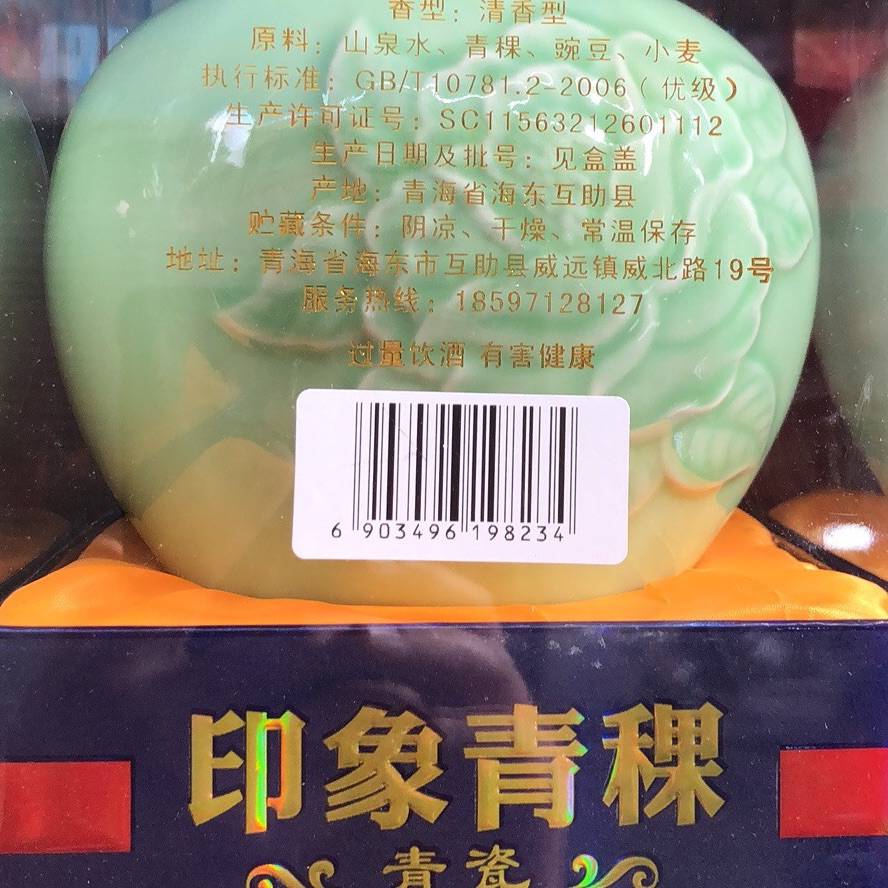 香型：清香型
原料：山泉水、青稞、豌豆、小麦
执行标准：GB/T10781.2-2006（优级）
生产许可证号：SC11563212601112
生产日期及批号：见盒盖
产地：青海省海东互助县
贮藏条件：阴凉、干燥、常温保存
地址：青海省海东市互助县威远镇威北路19号
服务热线：18597128127
过量饮酒 有害健康
6 903496 198234
印象青稞
青瓷